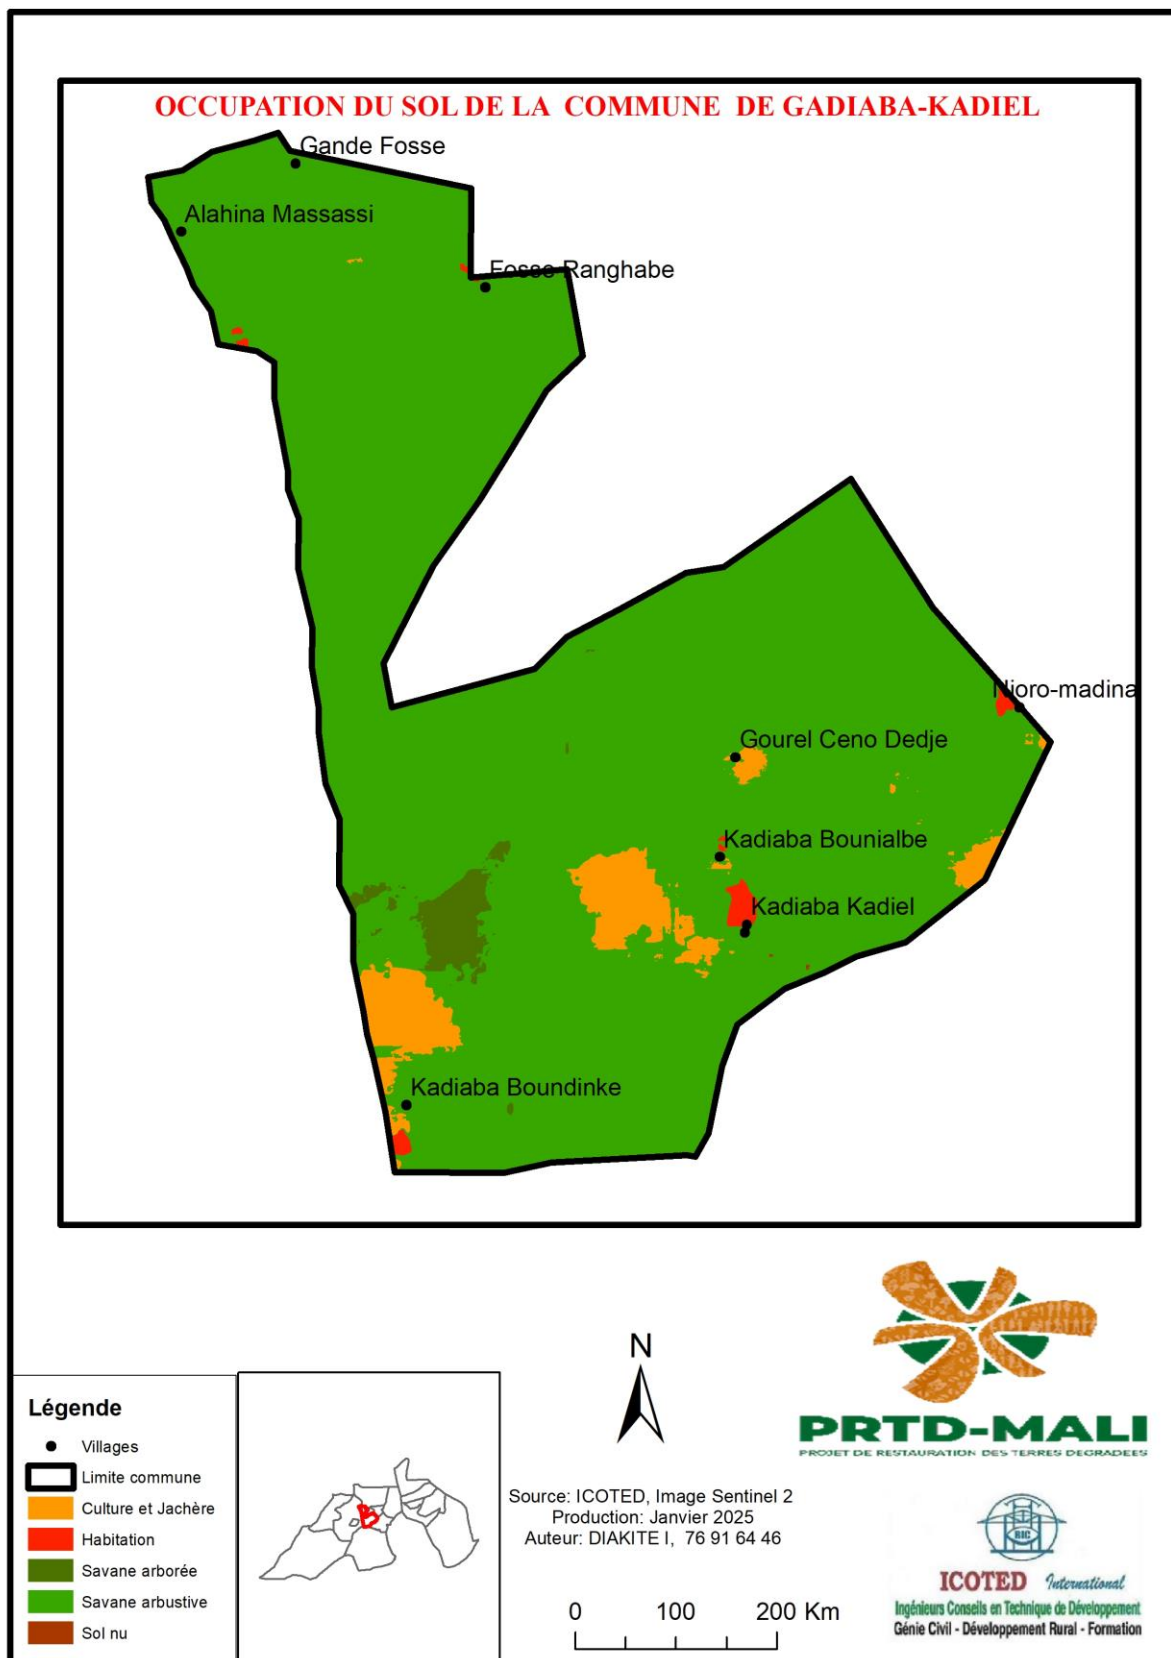 OCCUPATION DU SOL DE LA COMMUNE DE GADIABA-KADIEL
Gande Fosse
Alahina Massassi
Fosse Ranghabe
Njoro-madina
Gourel Ceno Dedje
Kadiaba Bounialbe
Kadiaba Kadiel
Kadiaba Boundinke
Légende
Villages
Limite commune
Culture et Jachère
Habitation
Savane arborée
Savane arbustive
Sol nu
N
Source: ICOTED, Image Sentinel 2
Production: Janvier 2025
Auteur: DIAKITE I, 76 91 64 46
0 100 200 Km
PRTD-MALI
PROJET DE RESTAURATION DES TERRES DEGRADEES
BIC
ICOTED International
Ingénieurs Conseils en Technique de Développement
Génie Civil - Développement Rural - Formation